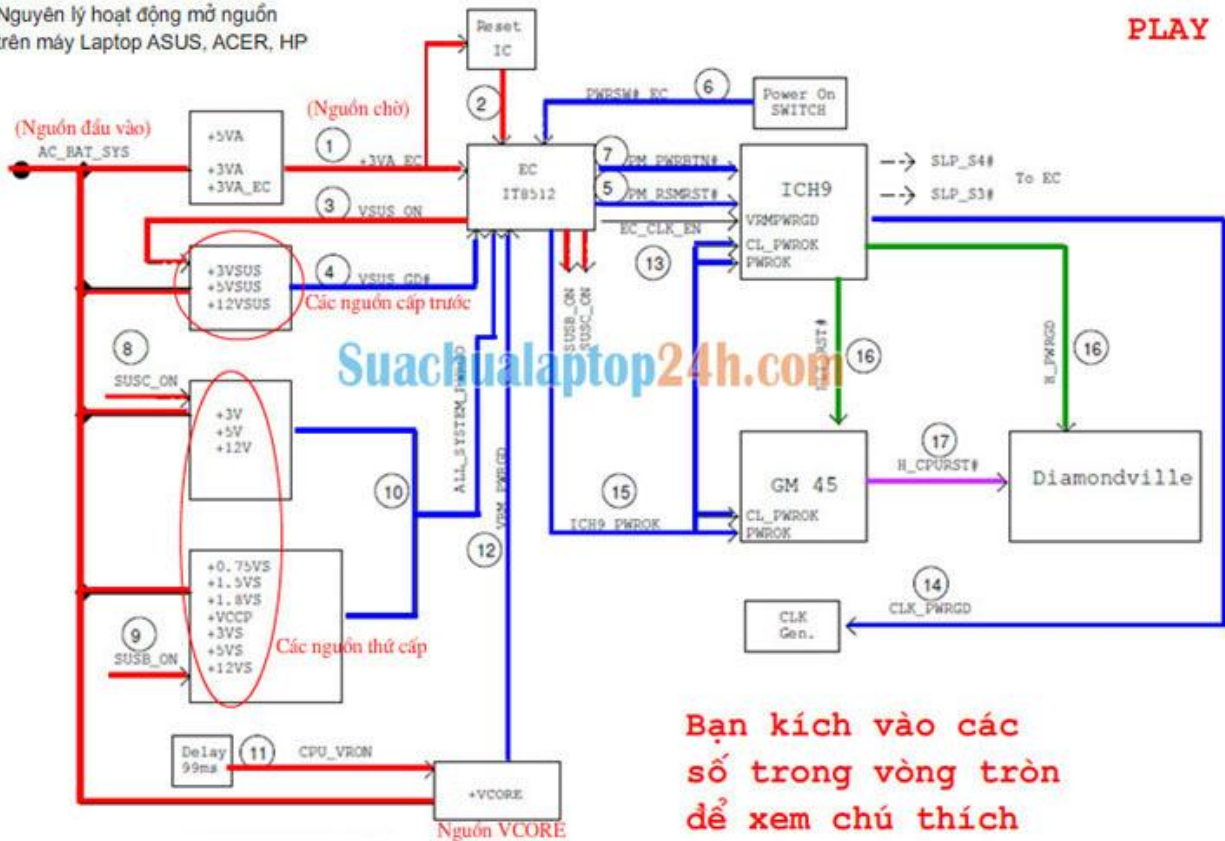 Nguyên lý hoạt động mở nguồn
trên máy Laptop ASUS, ACER, HP
PLAY
Reset
IC
(Nguồn đầu vào)
AC_BAT_SYS
+5VA
+3VA
+3VA_EC
(Nguồn chờ)
1
+3VA_EC
2
PWRSW#_EC
6
Power On
SWITCH
EC
IT8512
7
PM_PWRBTN#
5
PM_RSMRST#
EC_CLK_EN
13
ICH9
VRMPWRGD
CL_PWROK
PWROK
SLP_S4#
SLP_S3#
To EC
3
VSUS_ON
+3VSUS
+5VSUS
+12VSUS
4
VSUS_GD#
Các nguồn cấp trước
SUSB_ON
SUSC_ON
16
H_PWRGD
16
Suachualaptop24h.com
8
SUSC_ON
+3V
+5V
+12V
10
12
VRM_PWRGD
15
ICH9_PWROK
GM 45
CL_PWROK
PWROK
17
H_CPURST#
Diamondville
+0.75VS
+1.5VS
+1.8VS
+VCCP
+3VS
+5VS
+12VS
9
SUSB_ON
Các nguồn thứ cấp
14
CLK_PWRGD
CLK
Gen.
Delay
99ms
11
CPU_VRON
+VCORE
Nguồn VCORE
Bạn kích vào các
số trong vòng tròn
để xem chú thích